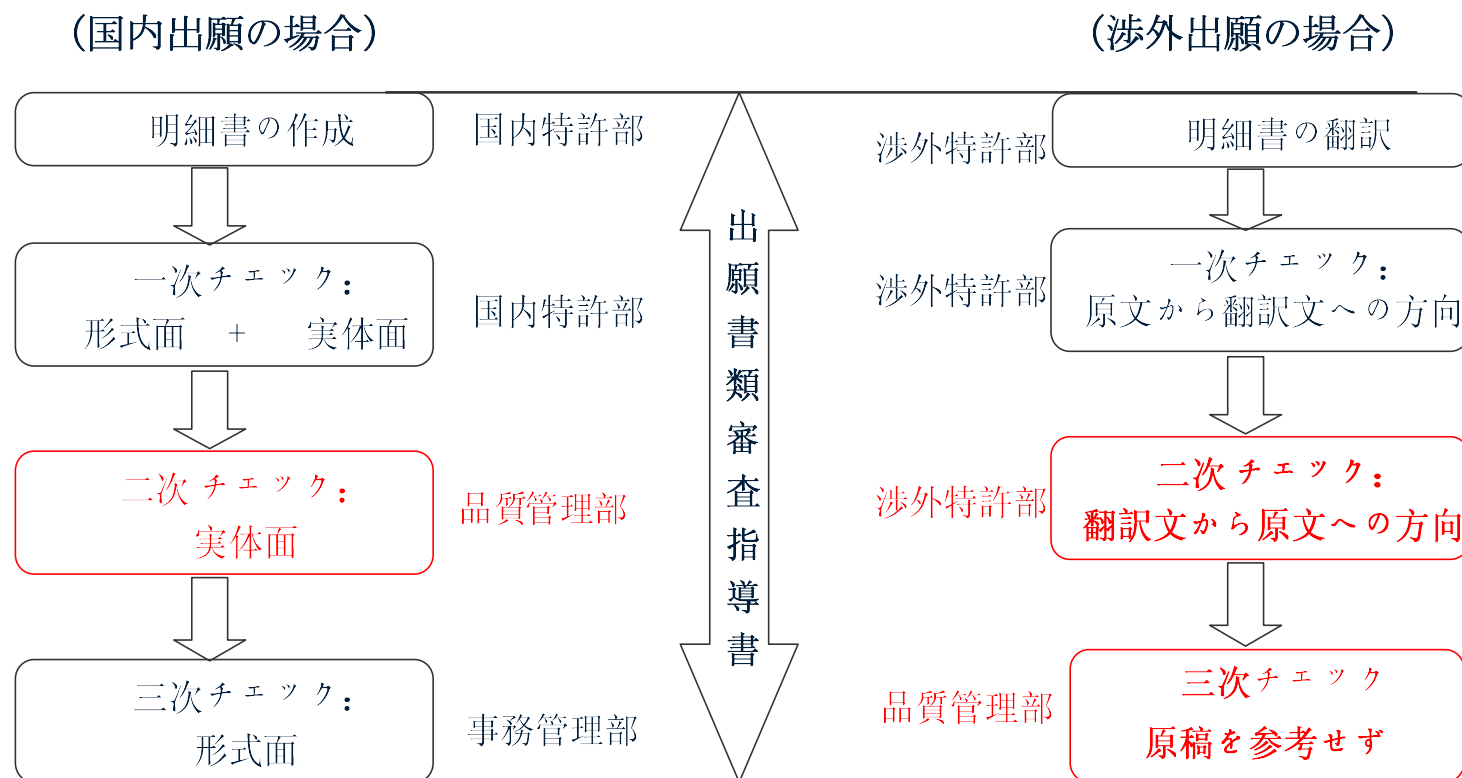 (国内出願の場合)
明細書の作成
国内特許部
一次チェック:
形式面 + 実体面
国内特許部
二次チェック:
実体面
品質管理部
三次チェック:
形式面
事務管理部
出願書類審査指導書
(渉外出願の場合)
渉外特許部
明細書の翻訳
渉外特許部
一次チェック:
原文から翻訳文への方向
渉外特許部
二次チェック:
翻訳文から原文への方向
品質管理部
三次チェック
原稿を参考せず